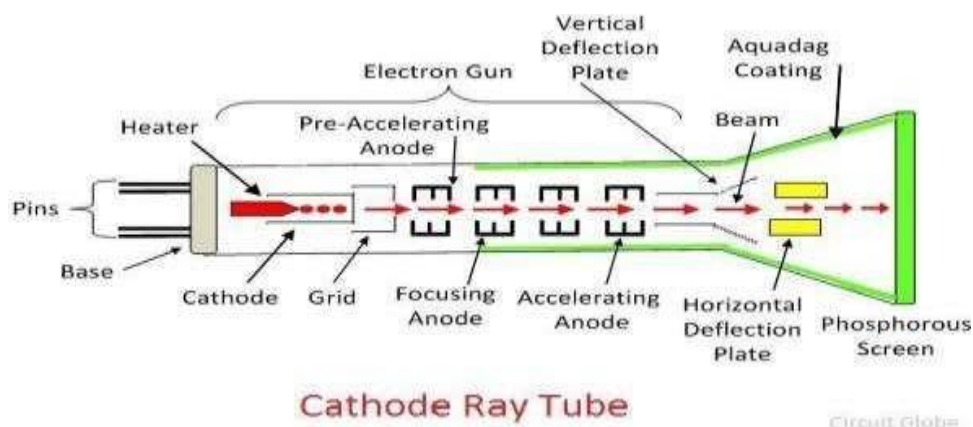 Vertical
Deflection
Plate
Aquadag
Coating
Electron Gun
Heater
Pre-Accelerating
Anode
Beam
Pins
Base
Cathode
Grid
Focusing
Anode
Accelerating
Anode
Horizontal
Deflection
Plate
Phosphorous
Screen
Cathode Ray Tube
Circuit Globe